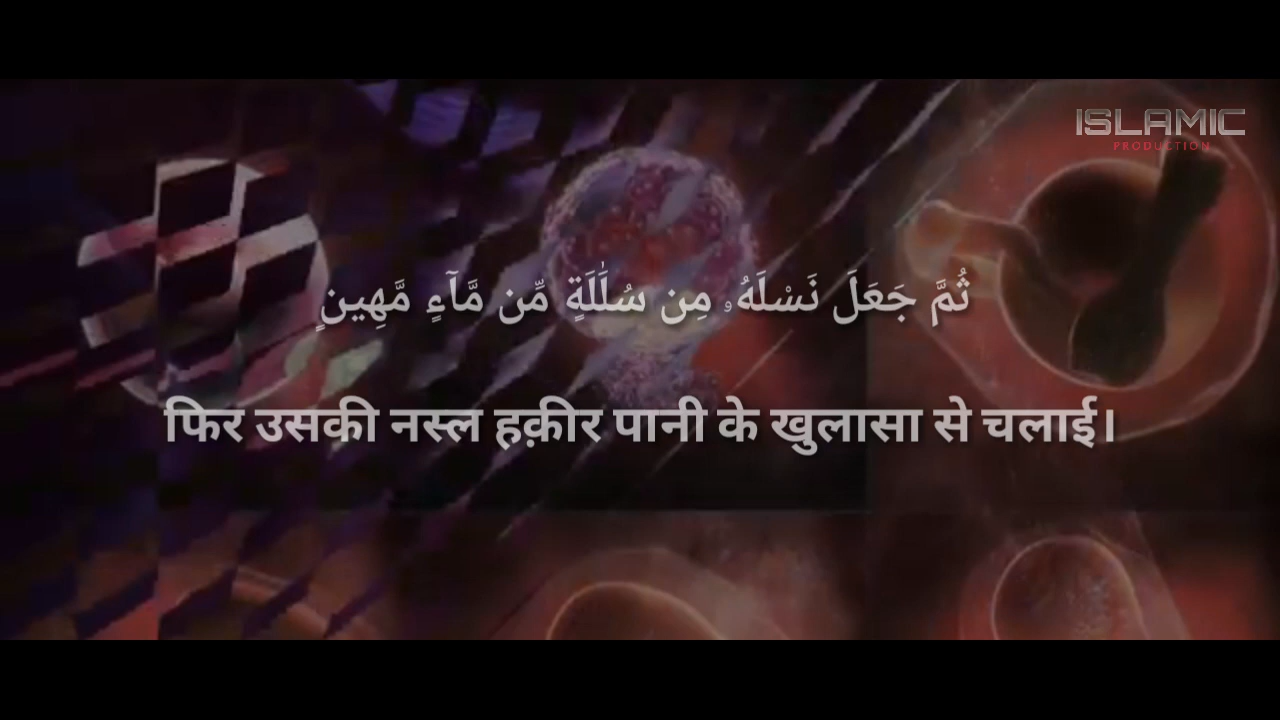 ISLAMIC
PRODUCTION
ثُمَّ جَعَلَ نَسْلَهُۥ مِن سُلَٰلَةٍ مِّن مَّآءٍ مَّهِينٍ
फिर उसकी नस्ल हक़ीर पानी के खुलासा से चलाई।